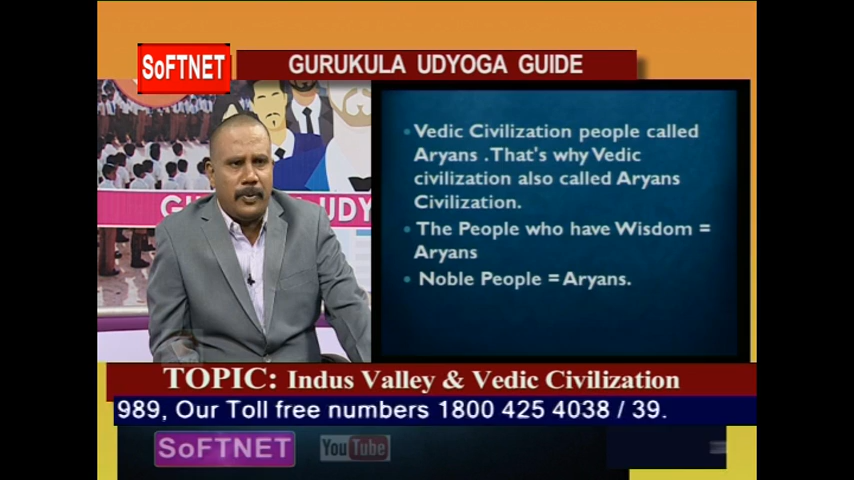 SoFTNET
GURUKULA UDYOGA GUIDE
• Vedic Civilization people called
Aryans .That's why Vedic
civilization also called Aryans
Civilization.
• The People who have Wisdom =
Aryans
• Noble People = Aryans.
UDY
TOPIC: Indus Valley & Vedic Civilization
989, Our Toll free numbers 1800 425 4038 / 39.
SoFTNET
YouTube